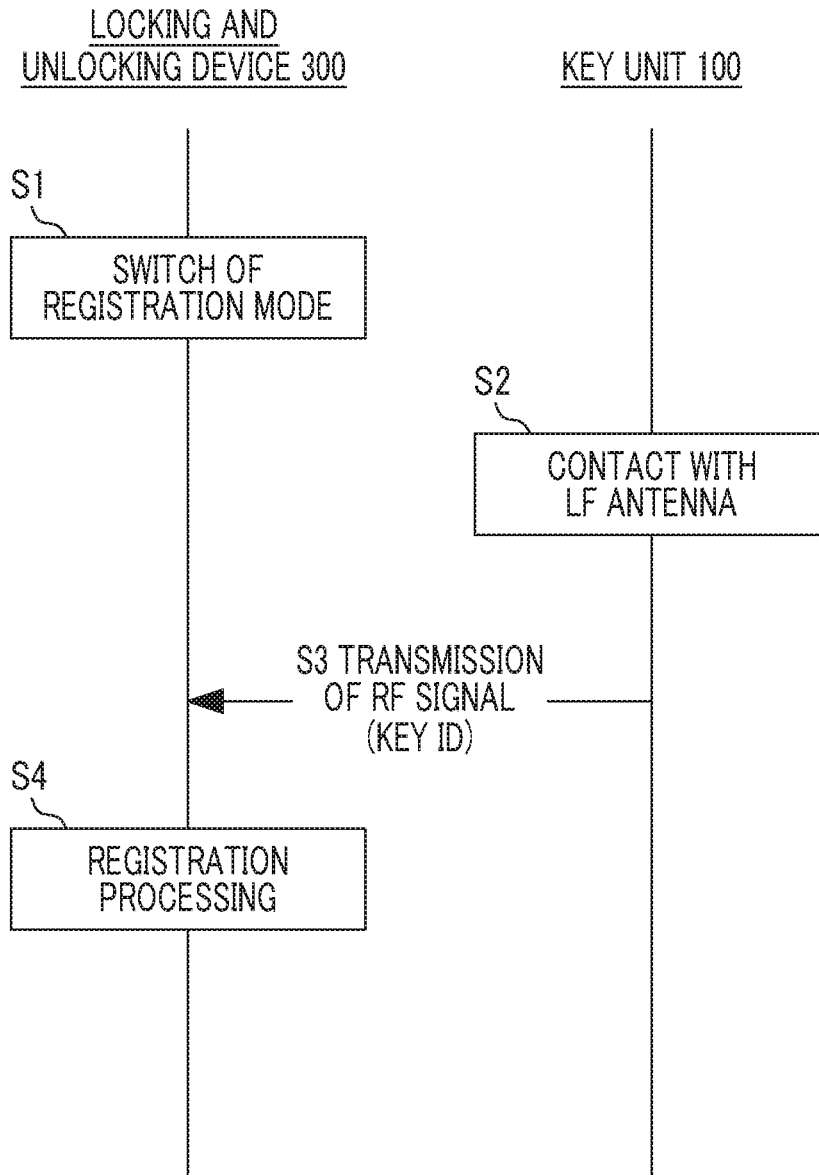 LOCKING AND
UNLOCKING DEVICE 300
KEY UNIT 100
S1
SWITCH OF
REGISTRATION MODE
S2
CONTACT WITH
LF ANTENNA
S3 TRANSMISSION
OF RF SIGNAL
(KEY ID)
S4
REGISTRATION
PROCESSING